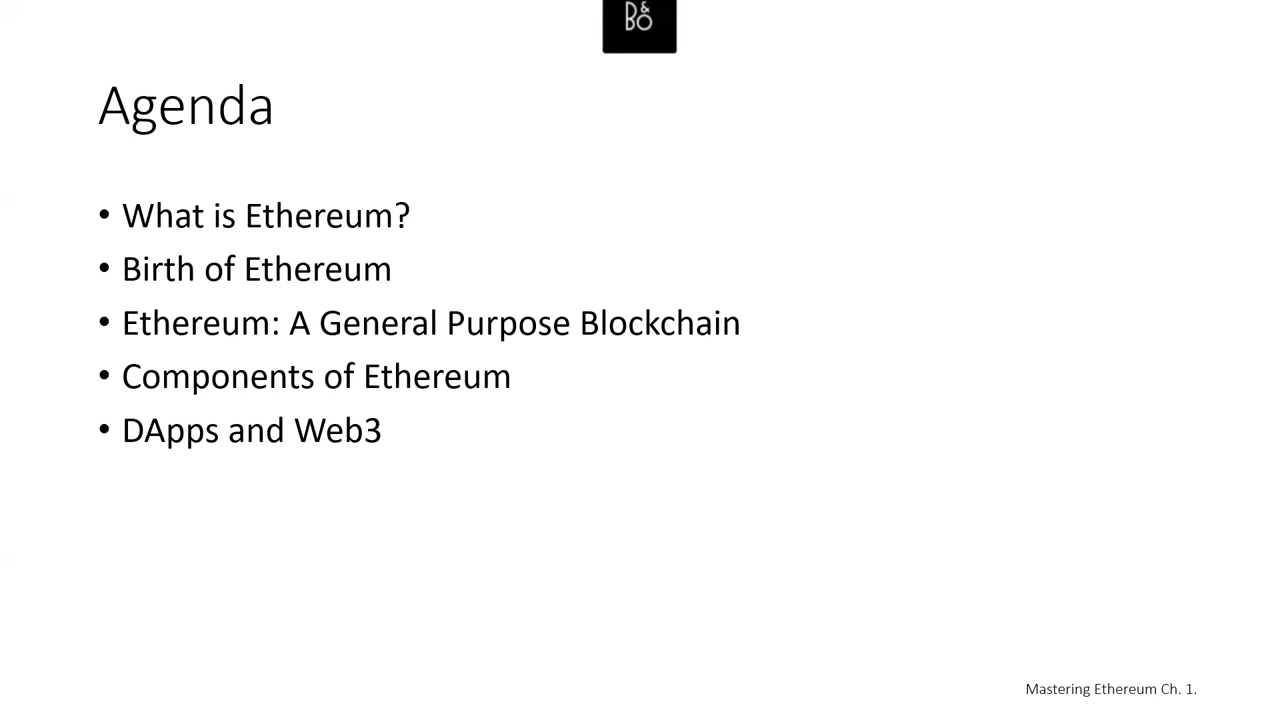 B&
BO
Agenda
• What is Ethereum?
• Birth of Ethereum
• Ethereum: A General Purpose Blockchain
• Components of Ethereum
• DApps and Web3
Mastering Ethereum Ch. 1.